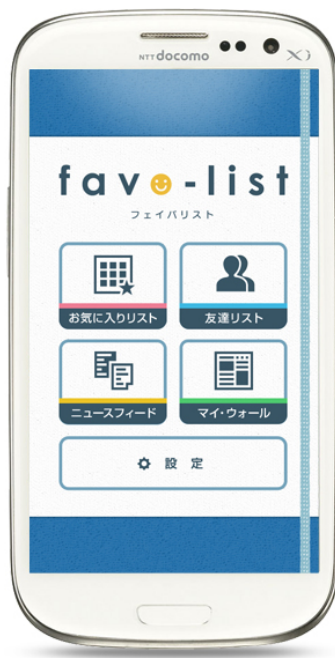 NTT docomo
Xi
fav☻-list
フェイバリスト
お気に入りリスト
友達リスト
ニュースフィード
マイ・ウォール
設定